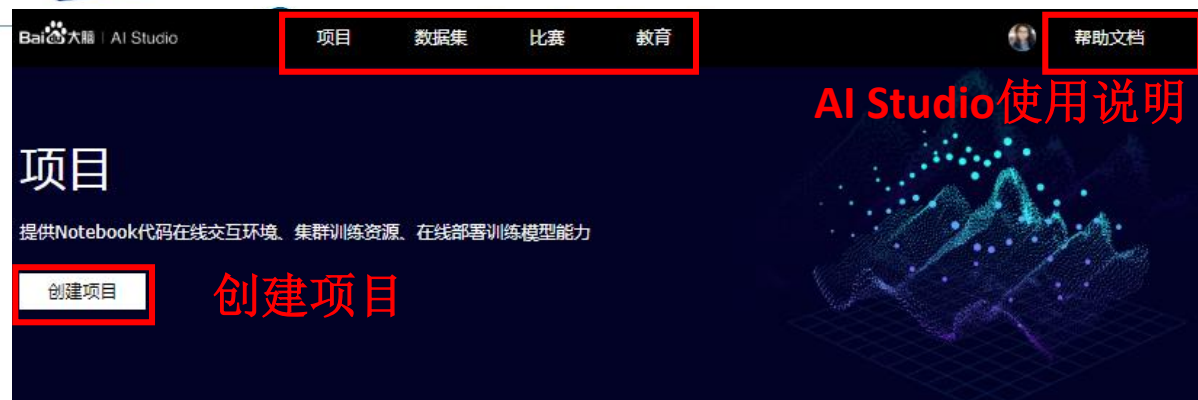 Bai大脑 | AI Studio 项目 数据集 比赛 教育 帮助文档
AI Studio使用说明
项目
提供Notebook代码在线交互环境、集群训练资源、在线部署训练模型能力
创建项目 创建项目